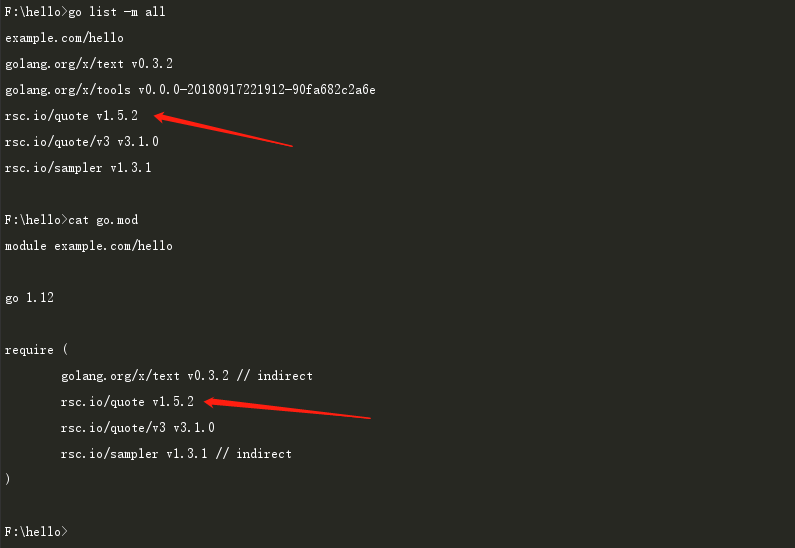 F:\hello>go list -m all
example.com/hello
golang.org/x/text v0.3.2
golang.org/x/tools v0.0.0-20180917221912-90fa682c2a6e
rsc.io/quote v1.5.2
rsc.io/quote/v3 v3.1.0
rsc.io/sampler v1.3.1
F:\hello>cat go.mod
module example.com/hello
go 1.12
require (
golang.org/x/text v0.3.2 // indirect
rsc.io/quote v1.5.2
rsc.io/quote/v3 v3.1.0
rsc.io/sampler v1.3.1 // indirect
)
F:\hello>